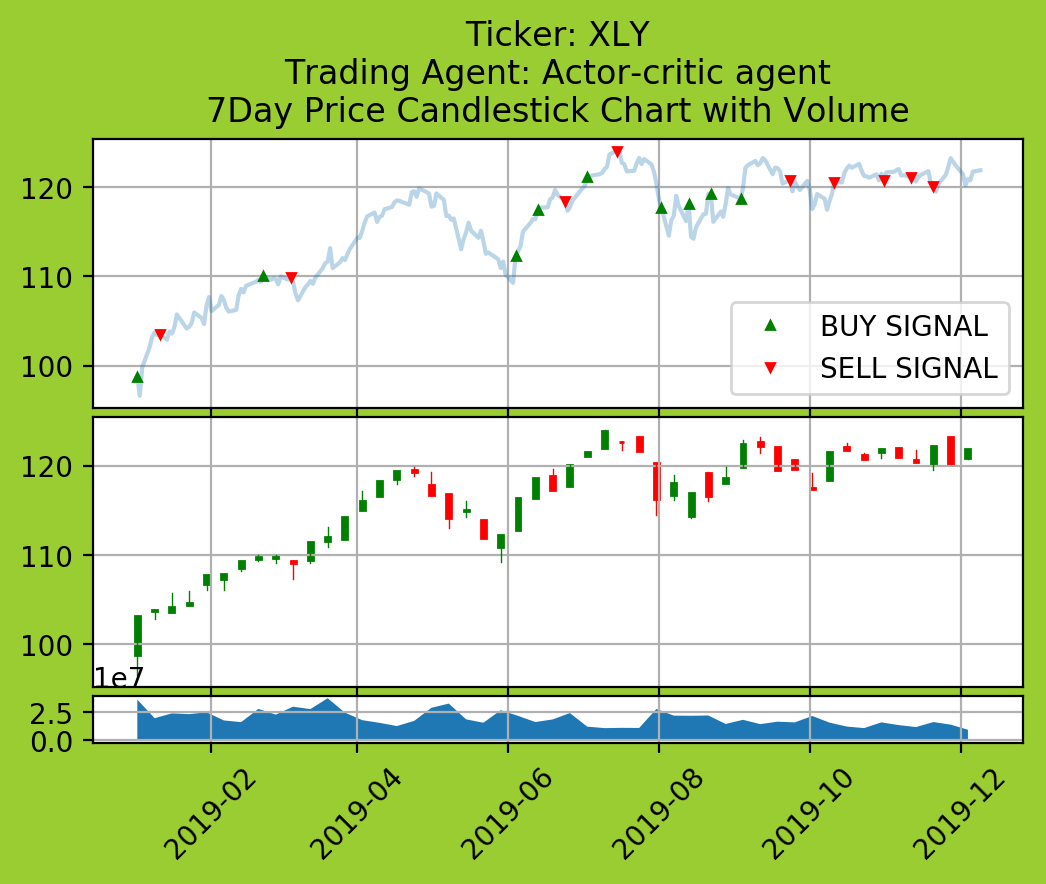 Ticker: XLY
Trading Agent: Actor-critic agent
7Day Price Candlestick Chart with Volume
120
110
100
BUY SIGNAL
SELL SIGNAL
120
110
100
1e7
2.5
0.0
2019-02
2019-04
2019-06
2019-08
2019-10
2019-12